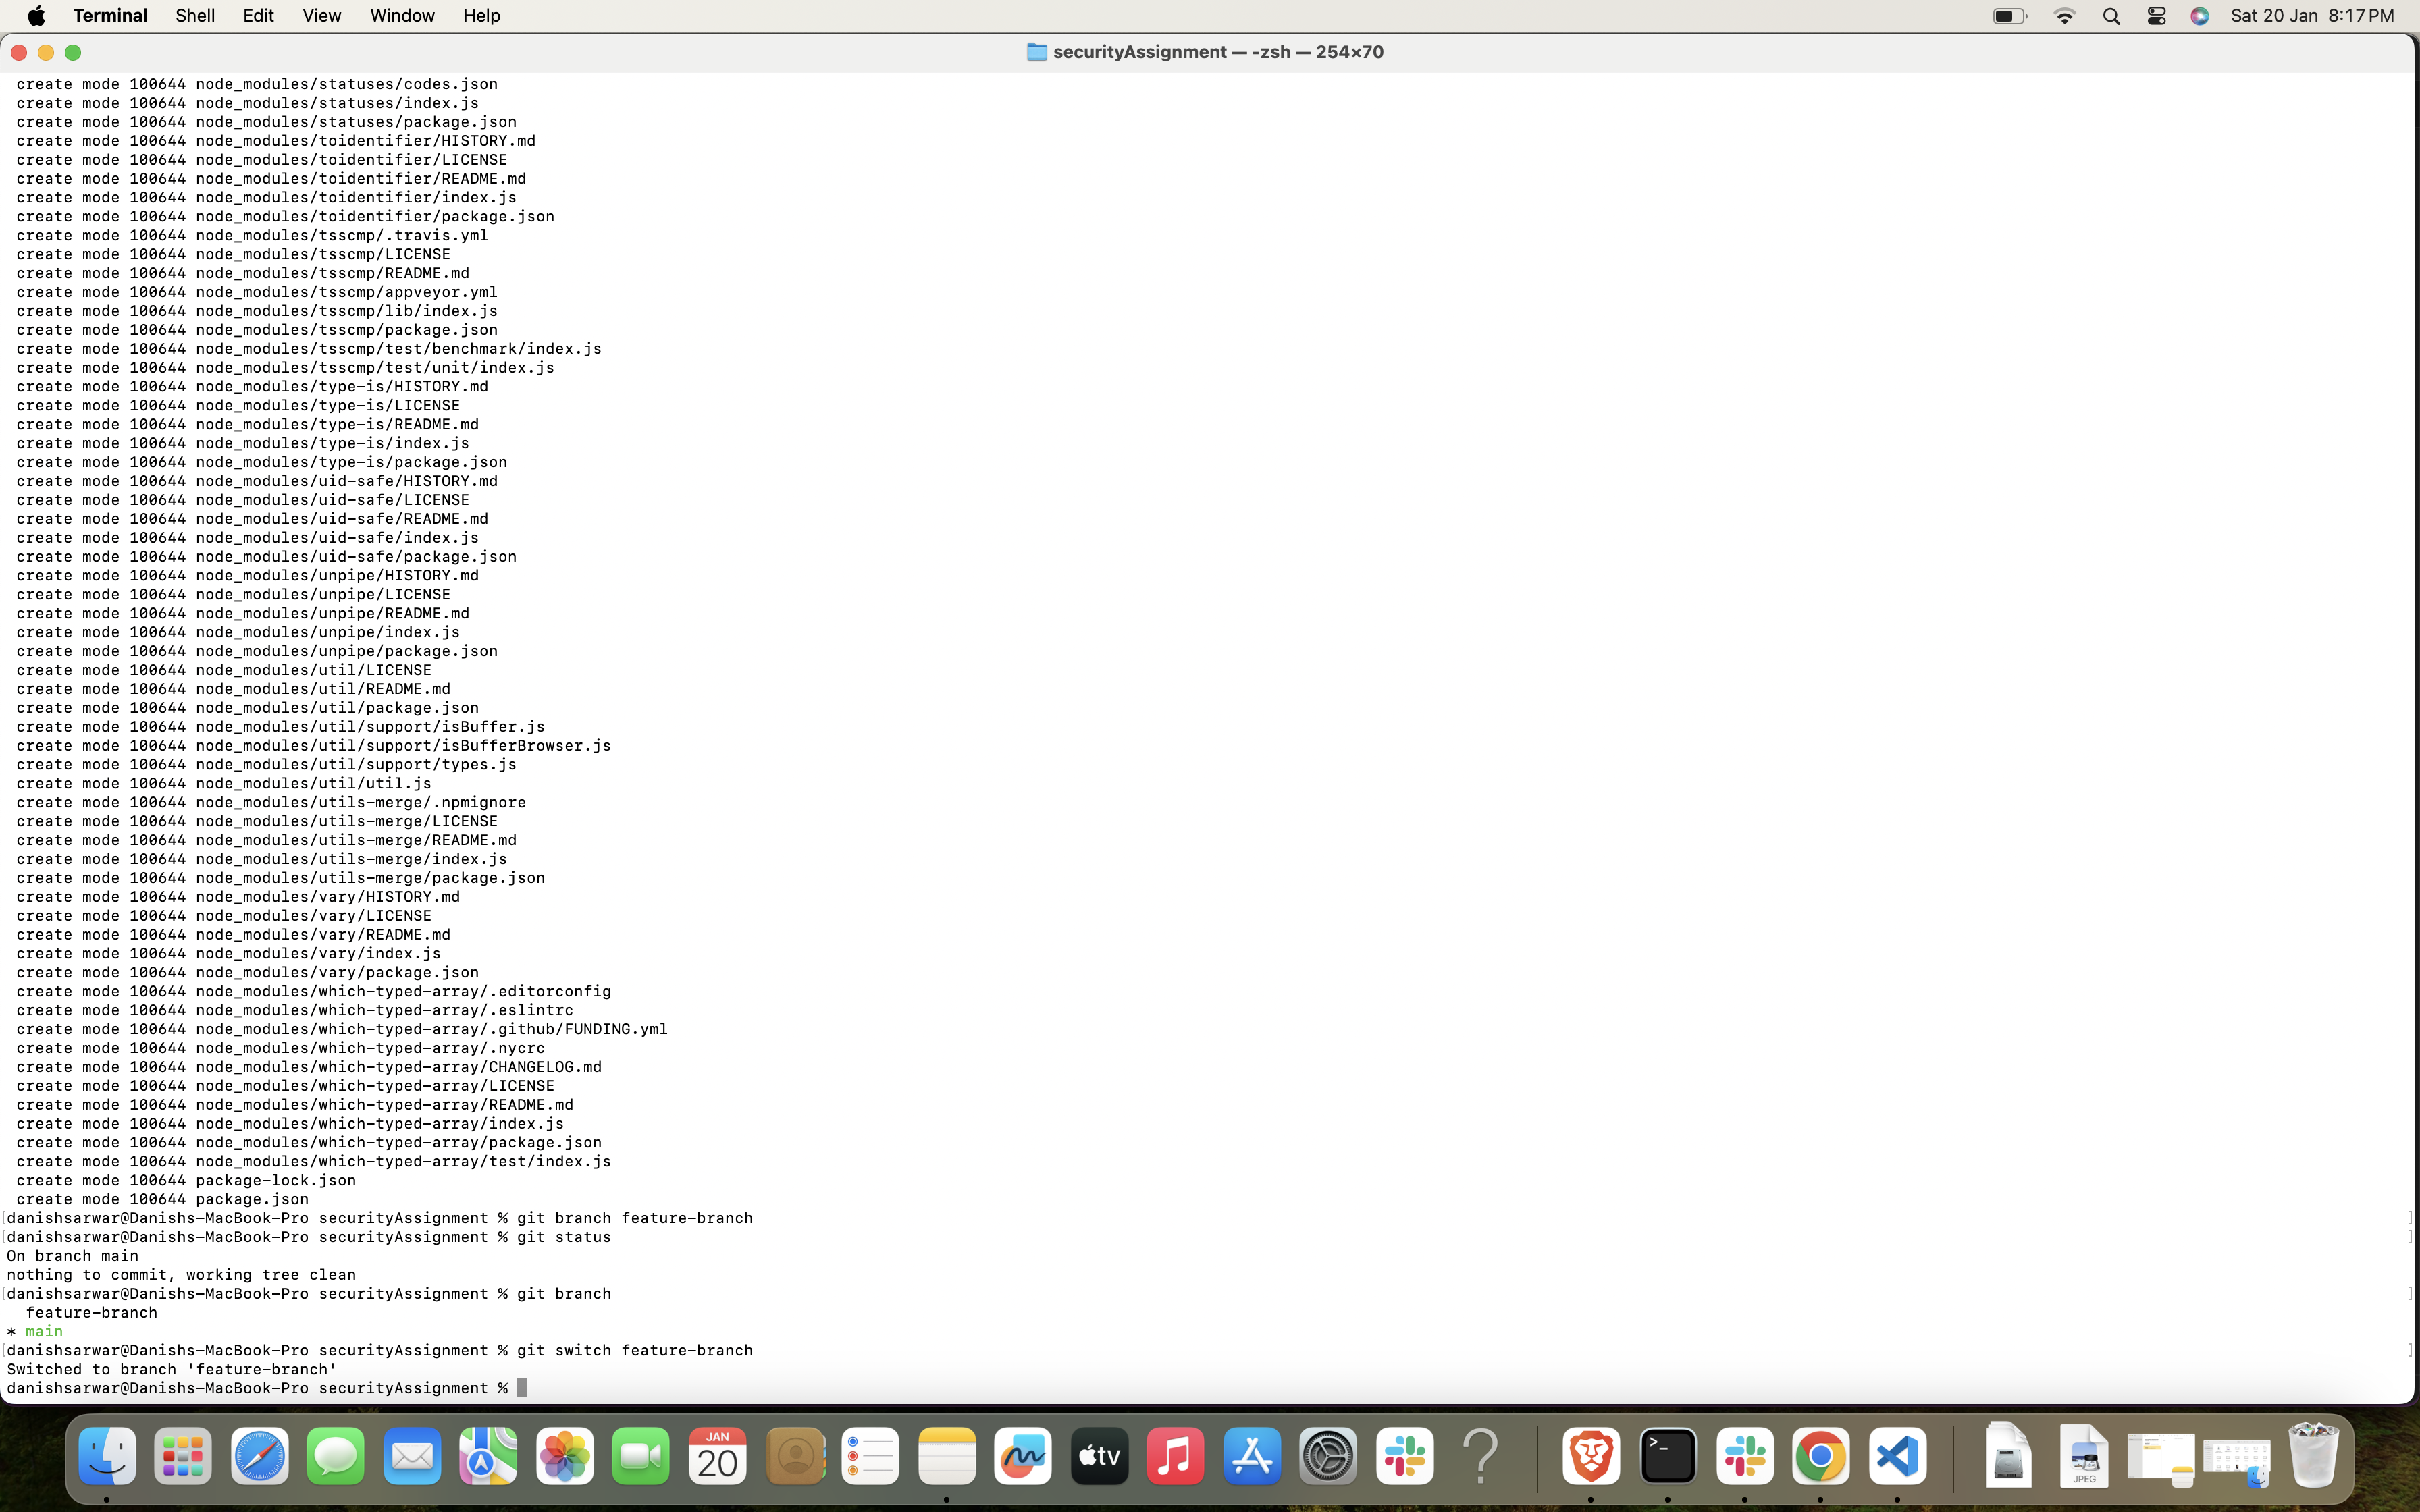 Terminal Shell Edit View Window Help Sat 20 Jan 8:17 PM
securityAssignment — -zsh — 254×70
create mode 100644 node_modules/statuses/codes.json
create mode 100644 node_modules/statuses/index.js
create mode 100644 node_modules/statuses/package.json
create mode 100644 node_modules/toidentifier/HISTORY.md
create mode 100644 node_modules/toidentifier/LICENSE
create mode 100644 node_modules/toidentifier/README.md
create mode 100644 node_modules/toidentifier/index.js
create mode 100644 node_modules/toidentifier/package.json
create mode 100644 node_modules/tsscmp/.travis.yml
create mode 100644 node_modules/tsscmp/LICENSE
create mode 100644 node_modules/tsscmp/README.md
create mode 100644 node_modules/tsscmp/appveyor.yml
create mode 100644 node_modules/tsscmp/lib/index.js
create mode 100644 node_modules/tsscmp/package.json
create mode 100644 node_modules/tsscmp/test/benchmark/index.js
create mode 100644 node_modules/tsscmp/test/unit/index.js
create mode 100644 node_modules/type-is/HISTORY.md
create mode 100644 node_modules/type-is/LICENSE
create mode 100644 node_modules/type-is/README.md
create mode 100644 node_modules/type-is/index.js
create mode 100644 node_modules/type-is/package.json
create mode 100644 node_modules/uid-safe/HISTORY.md
create mode 100644 node_modules/uid-safe/LICENSE
create mode 100644 node_modules/uid-safe/README.md
create mode 100644 node_modules/uid-safe/index.js
create mode 100644 node_modules/uid-safe/package.json
create mode 100644 node_modules/unpipe/HISTORY.md
create mode 100644 node_modules/unpipe/LICENSE
create mode 100644 node_modules/unpipe/README.md
create mode 100644 node_modules/unpipe/index.js
create mode 100644 node_modules/unpipe/package.json
create mode 100644 node_modules/util/LICENSE
create mode 100644 node_modules/util/README.md
create mode 100644 node_modules/util/package.json
create mode 100644 node_modules/util/support/isBuffer.js
create mode 100644 node_modules/util/support/isBufferBrowser.js
create mode 100644 node_modules/util/support/types.js
create mode 100644 node_modules/util/util.js
create mode 100644 node_modules/utils-merge/.npmignore
create mode 100644 node_modules/utils-merge/LICENSE
create mode 100644 node_modules/utils-merge/README.md
create mode 100644 node_modules/utils-merge/index.js
create mode 100644 node_modules/utils-merge/package.json
create mode 100644 node_modules/vary/HISTORY.md
create mode 100644 node_modules/vary/LICENSE
create mode 100644 node_modules/vary/README.md
create mode 100644 node_modules/vary/index.js
create mode 100644 node_modules/vary/package.json
create mode 100644 node_modules/which-typed-array/.editorconfig
create mode 100644 node_modules/which-typed-array/.eslintrc
create mode 100644 node_modules/which-typed-array/.github/FUNDING.yml
create mode 100644 node_modules/which-typed-array/.nycrc
create mode 100644 node_modules/which-typed-array/CHANGELOG.md
create mode 100644 node_modules/which-typed-array/LICENSE
create mode 100644 node_modules/which-typed-array/README.md
create mode 100644 node_modules/which-typed-array/index.js
create mode 100644 node_modules/which-typed-array/package.json
create mode 100644 node_modules/which-typed-array/test/index.js
create mode 100644 package-lock.json
create mode 100644 package.json
[danishsarwar@Danishs-MacBook-Pro securityAssignment % git branch feature-branch ]
[danishsarwar@Danishs-MacBook-Pro securityAssignment % git status ]
On branch main
nothing to commit, working tree clean
[danishsarwar@Danishs-MacBook-Pro securityAssignment % git branch ]
feature-branch
* main
[danishsarwar@Danishs-MacBook-Pro securityAssignment % git switch feature-branch ]
Switched to branch 'feature-branch'
danishsarwar@Danishs-MacBook-Pro securityAssignment %
JAN
20
tv
>_
JPEG